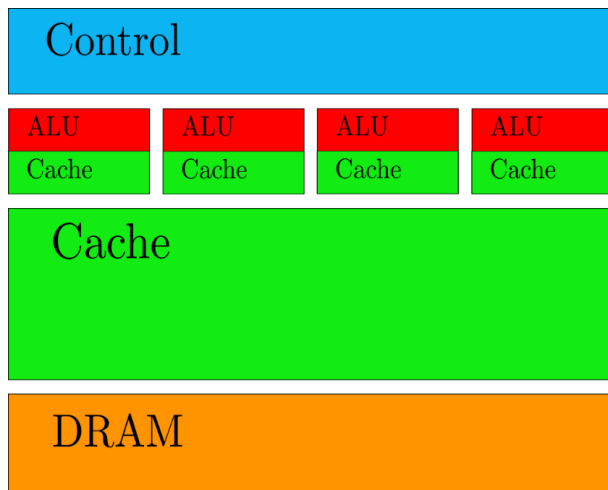 Control
ALU ALU ALU ALU
Cache Cache Cache Cache
Cache
DRAM